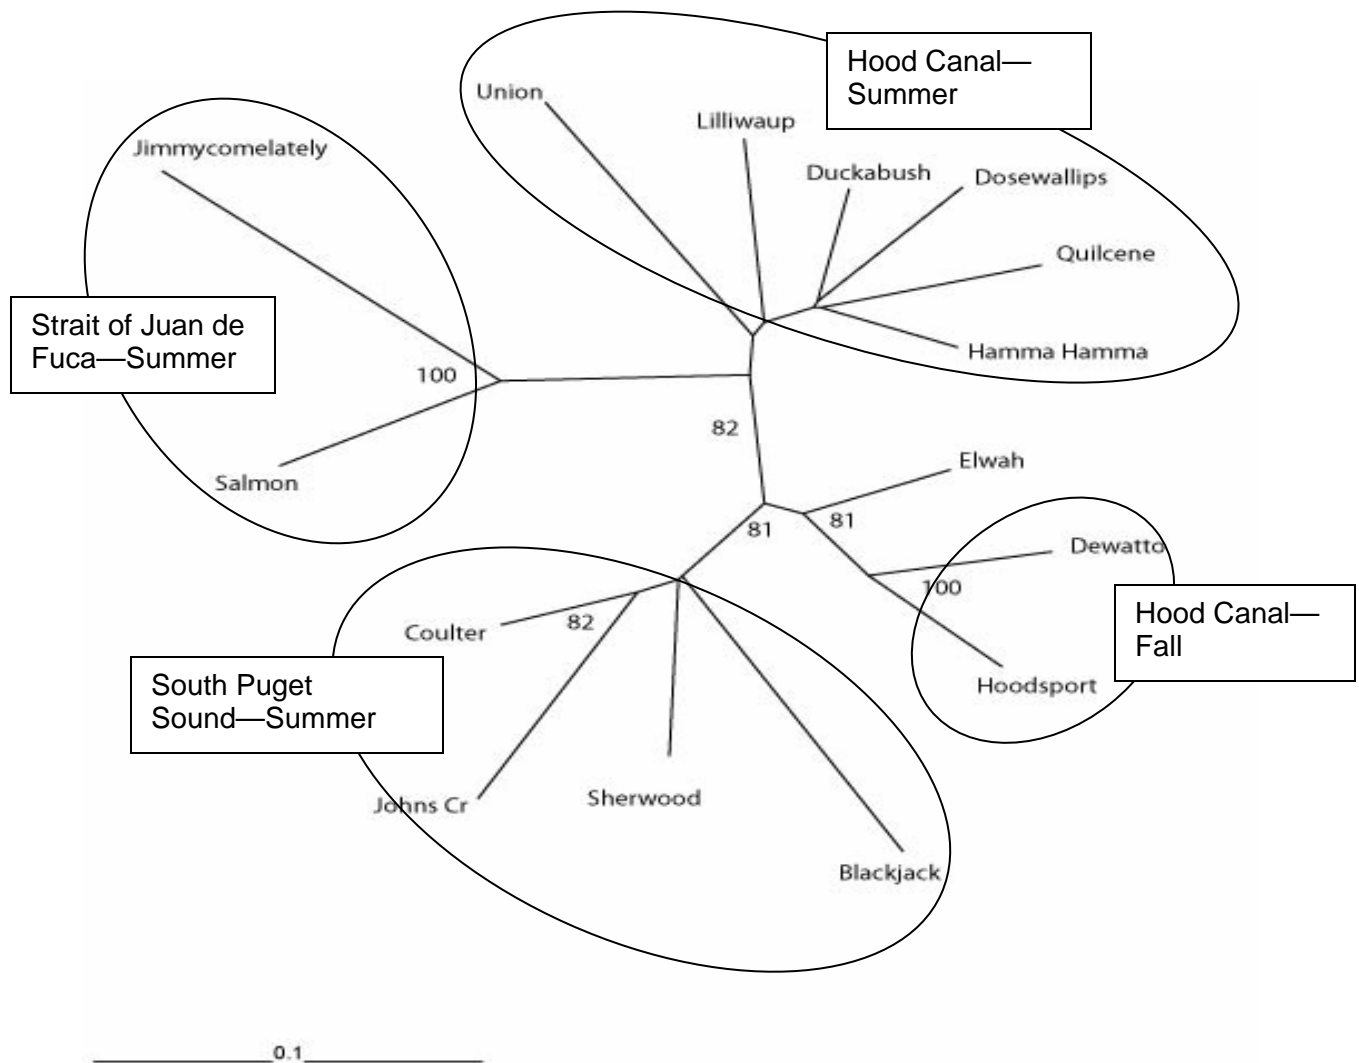 Hood Canal—
Summer
Union
Lilliwaup
Jimmycomelately
Duckabush
Dosewallips
Quilcene
Strait of Juan de
Fuca—Summer
Hamma Hamma
100
82
Elwah
Salmon
81
81
Dewatto
100
Hood Canal—
Fall
82
Coulter
South Puget
Sound—Summer
Hoodsport
Johns Cr
Sherwood
Blackjack
0.1